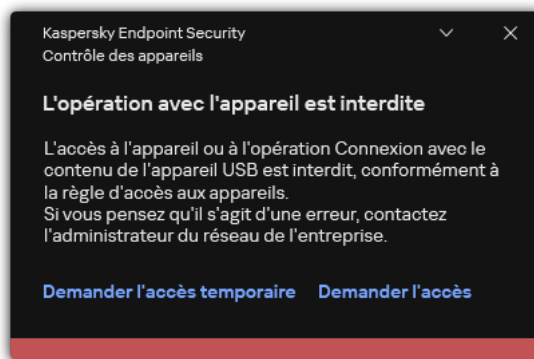 Kaspersky Endpoint Security
Contrôle des appareils
L'opération avec l'appareil est interdite
L'accès à l'appareil ou à l'opération Connexion avec le
contenu de l'appareil USB est interdit, conformément à
la règle d'accès aux appareils.
Si vous pensez qu'il s'agit d'une erreur, contactez
l'administrateur du réseau de l'entreprise.
Demander l'accès temporaire Demander l'accès